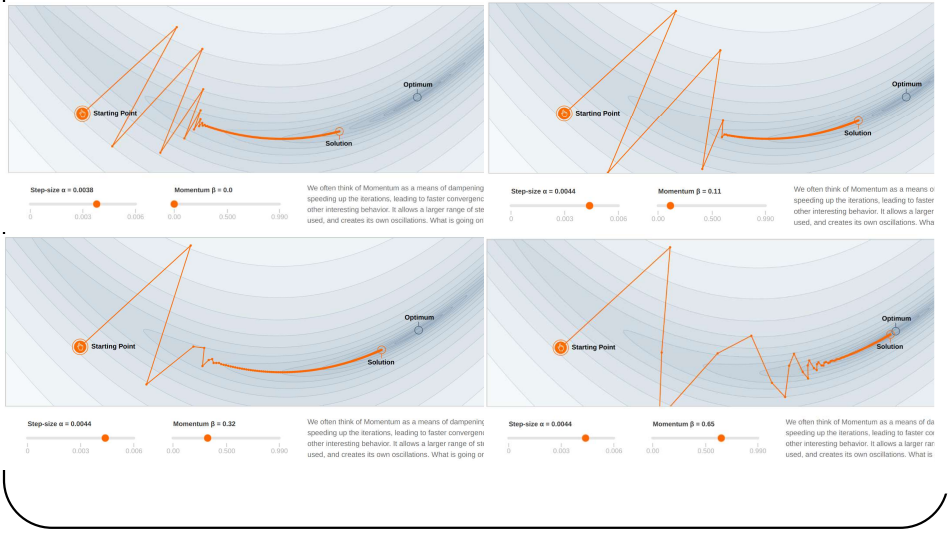 Optimum
Starting Point
Solution
Step-size α = 0.0038
Momentum β = 0.0
0.
0.003
0.006
0.00
0.500
0.990
We often think of Momentum as a means of dampening
speeding up the iterations, leading to faster convergenc
other interesting behavior. It allows a larger range of ste
used, and creates its own oscillations. What is going on
Optimum
Starting Point
Solution
Step-size α = 0.0044
Momentum β = 0.11
0.
0.003
0.006
0.00
0.500
0.990
We often think of Momentum as a means o
speeding up the iterations, leading to faster
other interesting behavior. It allows a larger
used, and creates its own oscillations. Wha
Optimum
Starting Point
Solution
Step-size α = 0.0044
Momentum β = 0.32
0.
0.003
0.006
0.00
0.500
0.990
We often think of Momentum as a means of dampening
speeding up the iterations, leading to faster convergenc
other interesting behavior. It allows a larger range of ste
used, and creates its own oscillations. What is going on
Optimum
Starting Point
Solution
Step-size α = 0.0044
Momentum β = 0.65
0.
0.003
0.006
0.00
0.500
0.990
We often think of Momentum as a means of da
speeding up the iterations, leading to faster co
other interesting behavior. It allows a larger ran
used, and creates its own oscillations. What is